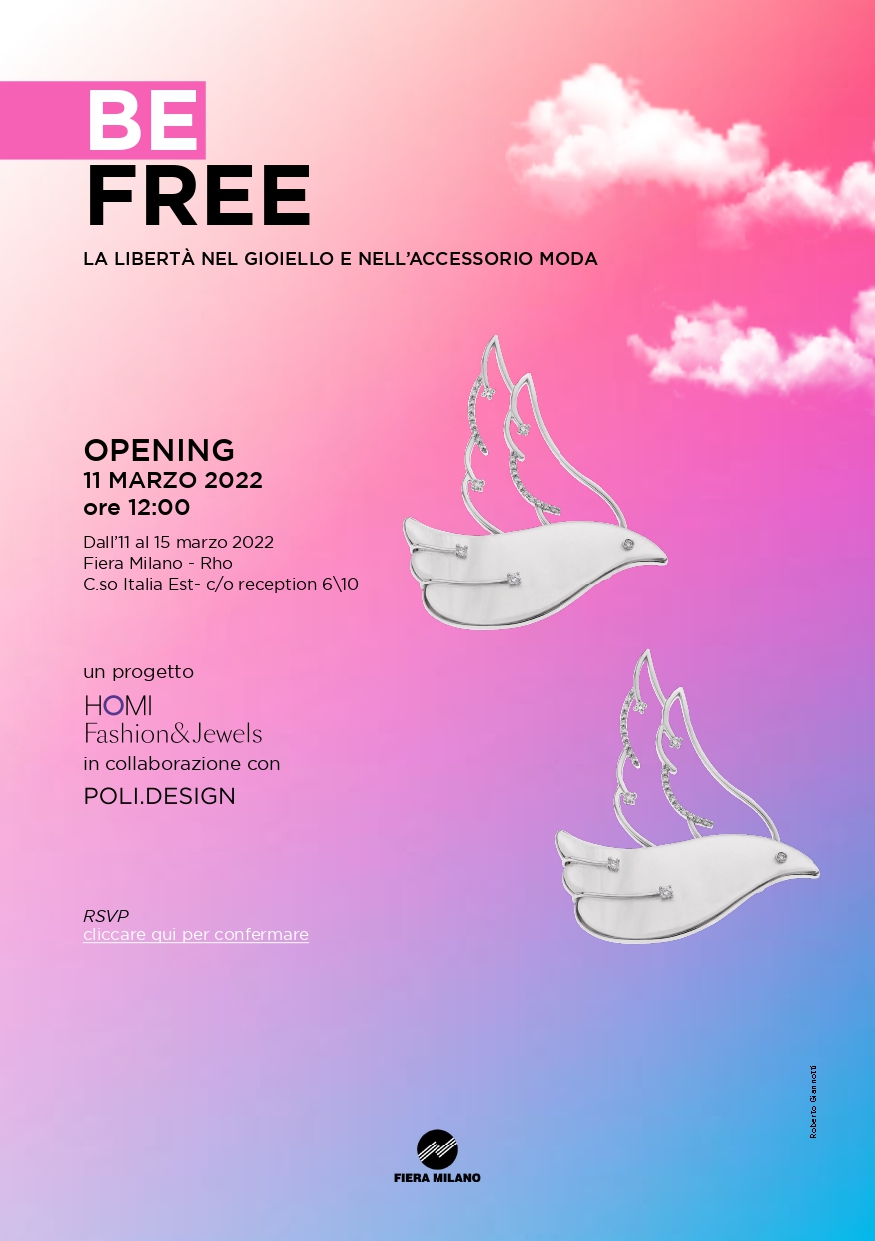 BE
FREE
LA LIBERTÀ NEL GIOIELLO E NELL'ACCESSORIO MODA
OPENING
11 MARZO 2022
ore 12:00
Dall'11 al 15 marzo 2022
Fiera Milano - Rho
C.so Italia Est- c/o reception 6\10
un progetto
HOMI
Fashion&Jewels
in collaborazione con
POLI.DESIGN
RSVP
cliccare qui per confermare
Roberto Giannotti
FIERA MILANO